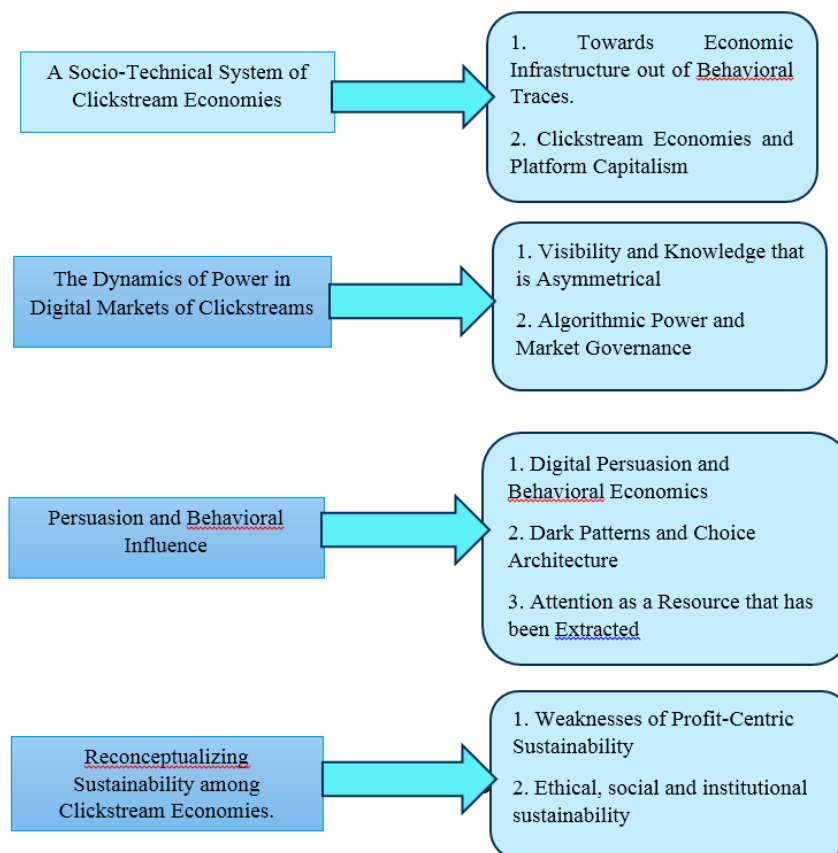 A Socio-Technical System of
Clickstream Economies
1. Towards Economic
Infrastructure out of Behavioral
Traces.
2. Clickstream Economies and
Platform Capitalism
The Dynamics of Power in
Digital Markets of Clickstreams
1. Visibility and Knowledge that
is Asymmetrical
2. Algorithmic Power and
Market Governance
Persuasion and Behavioral
Influence
1. Digital Persuasion and
Behavioral Economics
2. Dark Patterns and Choice
Architecture
3. Attention as a Resource that has
been Extracted
Reconceptualizing
Sustainability among
Clickstream Economies.
1. Weaknesses of Profit-Centric
Sustainability
2. Ethical, social and institutional
sustainability